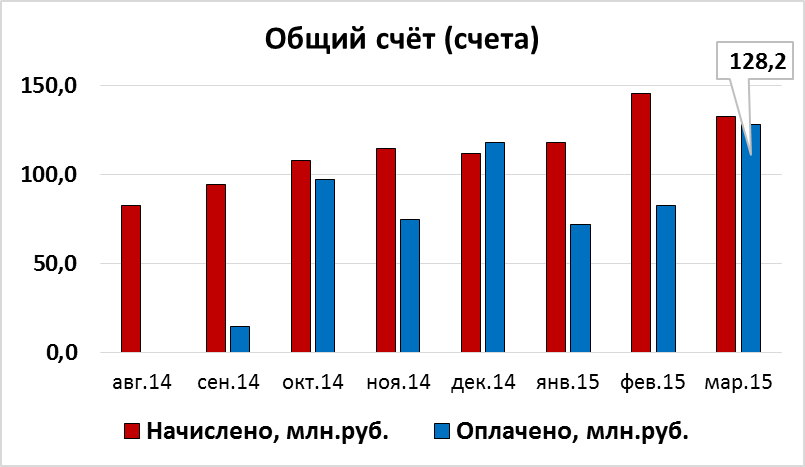 Общий счёт (счета)
128,2
150,0
100,0
50,0
0,0
авг.14 сен.14 окт.14 ноя.14 дек.14 янв.15 фев.15 мар.15
Начислено, млн.руб. Оплачено, млн.руб.